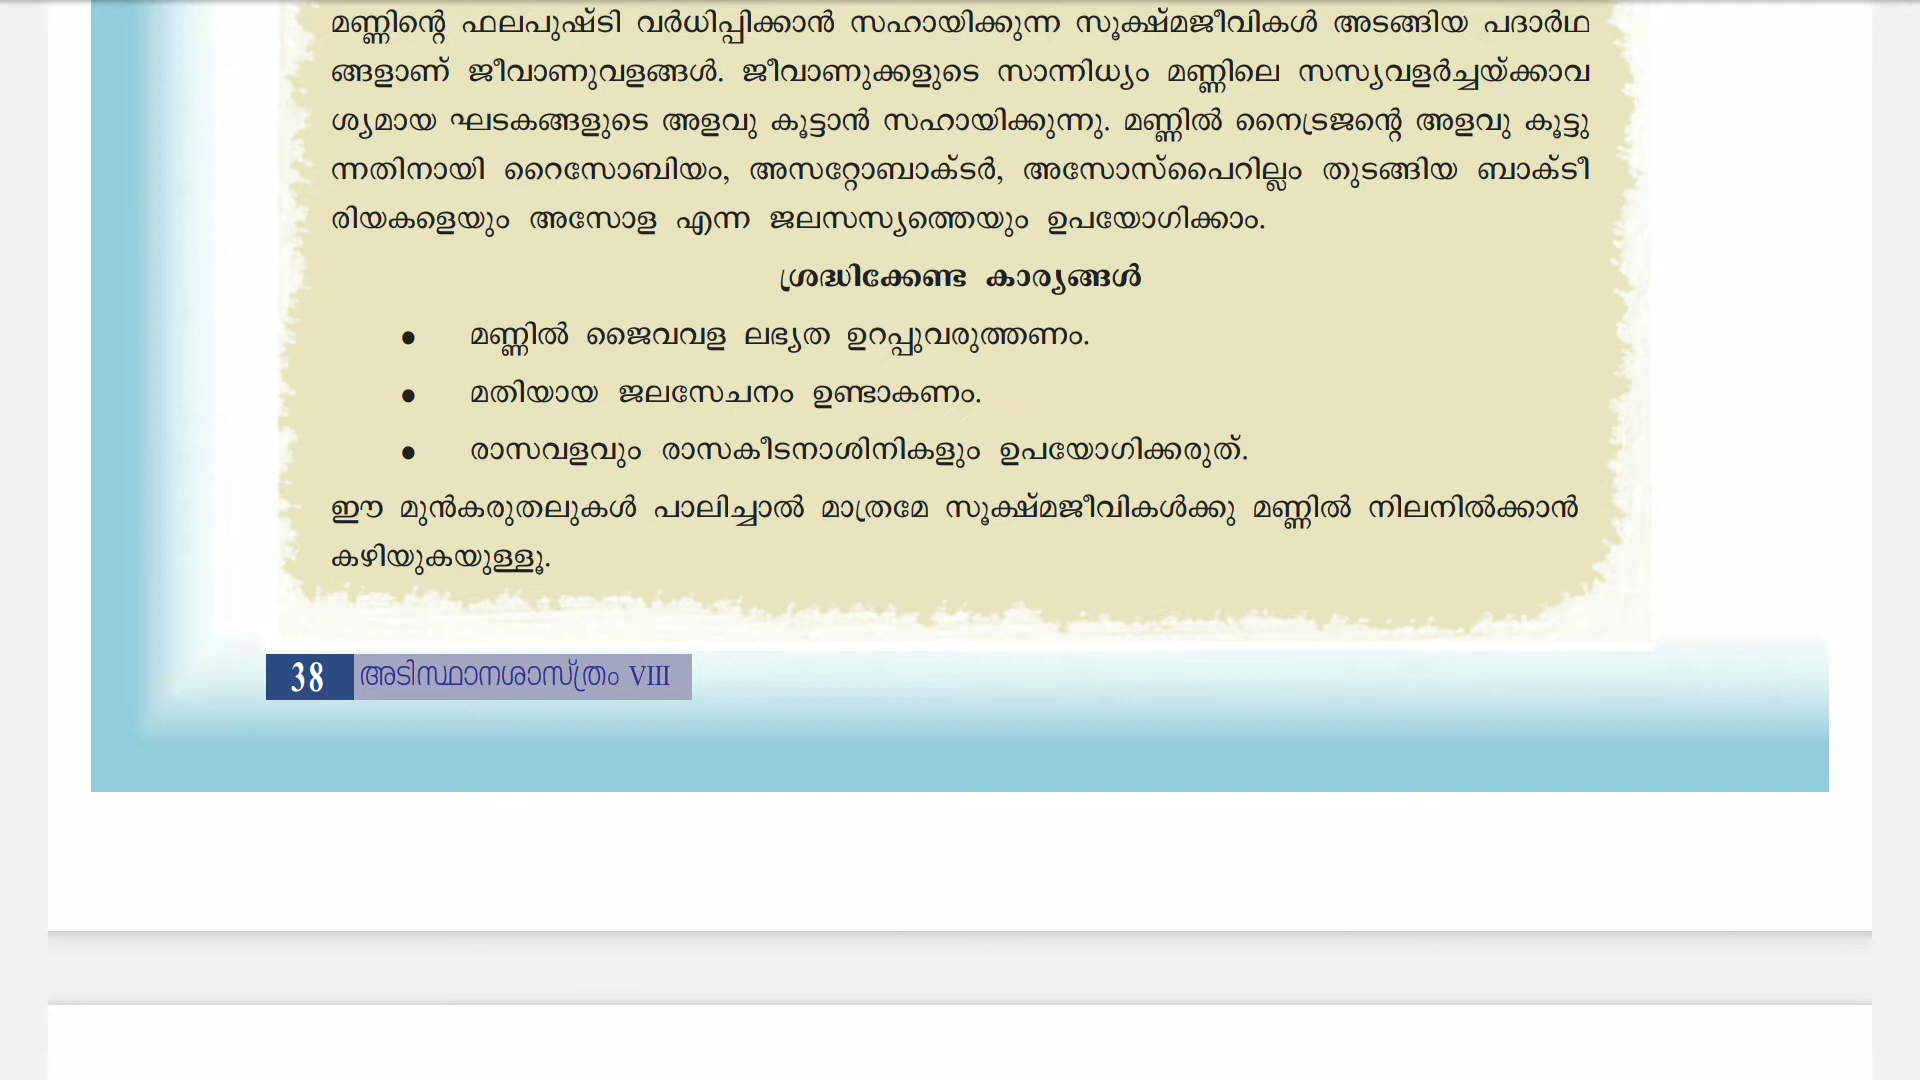 മണ്ണിന്റെ ഫലപുഷ്ടി വർധിപ്പിക്കാൻ സഹായിക്കുന്ന സൂക്ഷ്മജീവികൾ അടങ്ങിയ പദാർഥ
ങ്ങളാണ് ജീവാണുവളങ്ങൾ. ജീവാണുക്കളുടെ സാന്നിധ്യം മണ്ണിലെ സസ്യവളർച്ചയ്ക്കാവ
ശ്യമായ ഘടകങ്ങളുടെ അളവു കൂട്ടാൻ സഹായിക്കുന്നു. മണ്ണിൽ നൈട്രജന്റെ അളവു കൂട്ടു
ന്നതിനായി റൈസോബിയം, അസറ്റോബാക്ടർ, അസോസ്പൈറില്ലം തുടങ്ങിയ ബാക്ടീ
രിയകളെയും അസോള എന്ന ജലസസ്യത്തെയും ഉപയോഗിക്കാം.
ശ്രദ്ധിക്കേണ്ട കാര്യങ്ങൾ
● മണ്ണിൽ ജൈവവള ലഭ്യത ഉറപ്പുവരുത്തണം.
● മതിയായ ജലസേചനം ഉണ്ടാകണം.
● രാസവളവും രാസകീടനാശിനികളും ഉപയോഗിക്കരുത്.
ഈ മുൻകരുതലുകൾ പാലിച്ചാൽ മാത്രമേ സൂക്ഷ്മജീവികൾക്കു മണ്ണിൽ നിലനിൽക്കാൻ
കഴിയുകയുള്ളൂ.
38 അടിസ്ഥാനശാസ്ത്രം VIII